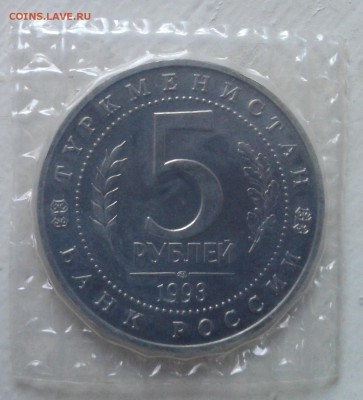 COINS.LAVE.RU
ТУРКМЕНИСТАН
5
РУБЛЕЙ
1993
БАНК РОССИИ